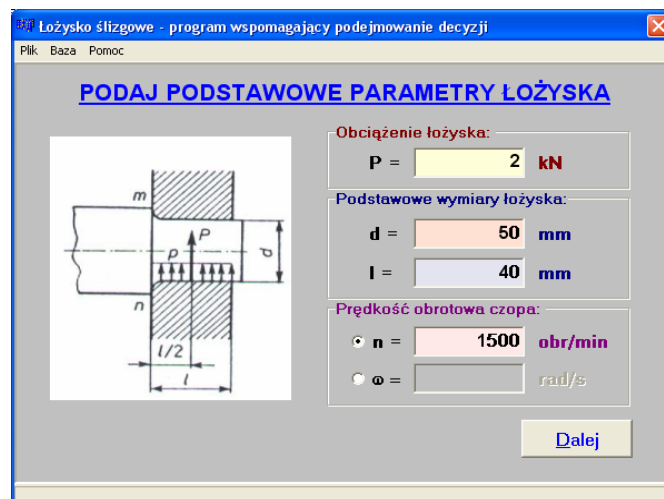 Łożysko ślizgowe - program wspomagający podejmowanie decyzji
Plik Baza Pomoc
PODAJ PODSTAWOWE PARAMETRY ŁOŻYSKA
Obciążenie łożyska:
P = 2 kN
Podstawowe wymiary łożyska:
d = 50 mm
l = 40 mm
Prędkość obrotowa czopa:
n = 1500 obr/min
ω = rad/s
Dalej
m
P
p
d
n
l/2
l